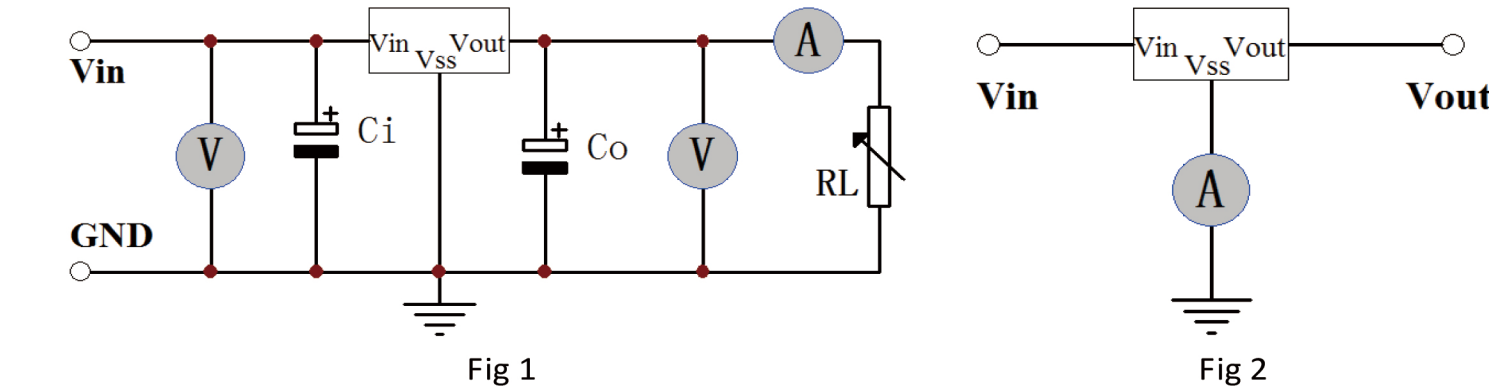 Vin
V
GND
Ci
Vin Vss Vout
Co
V
A
RL
Fig 1
Vin
Vin Vss Vout
Vout
A
Fig 2